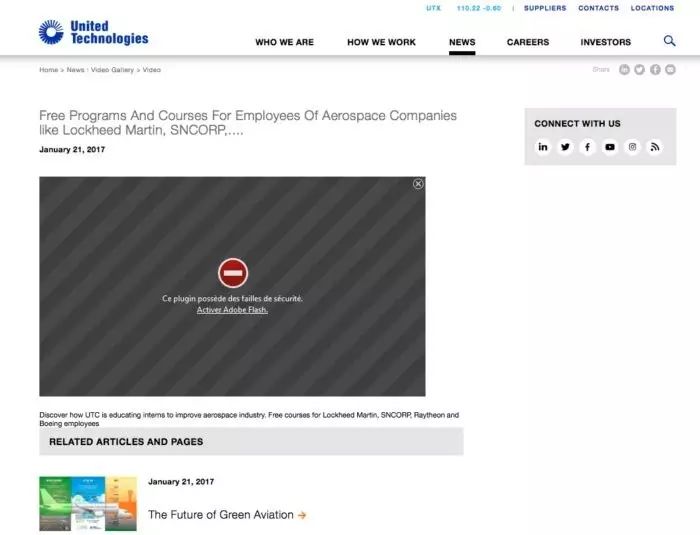 UTX 110.22 -0.60 | SUPPLIERS CONTACTS LOCATIONS
United
Technologies
WHO WE ARE HOW WE WORK NEWS CAREERS INVESTORS
Home > News : Video Gallery > Video
Share
Free Programs And Courses For Employees Of Aerospace Companies
like Lockheed Martin, SNCORP,....
January 21, 2017
CONNECT WITH US
Ce plugin possède des failles de sécurité.
Activer Adobe Flash.
Discover how UTC is educating interns to improve aerospace industry. Free courses for Lockheed Martin, SNCORP, Raytheon and
Boeing employees
RELATED ARTICLES AND PAGES
January 21, 2017
The Future of Green Aviation